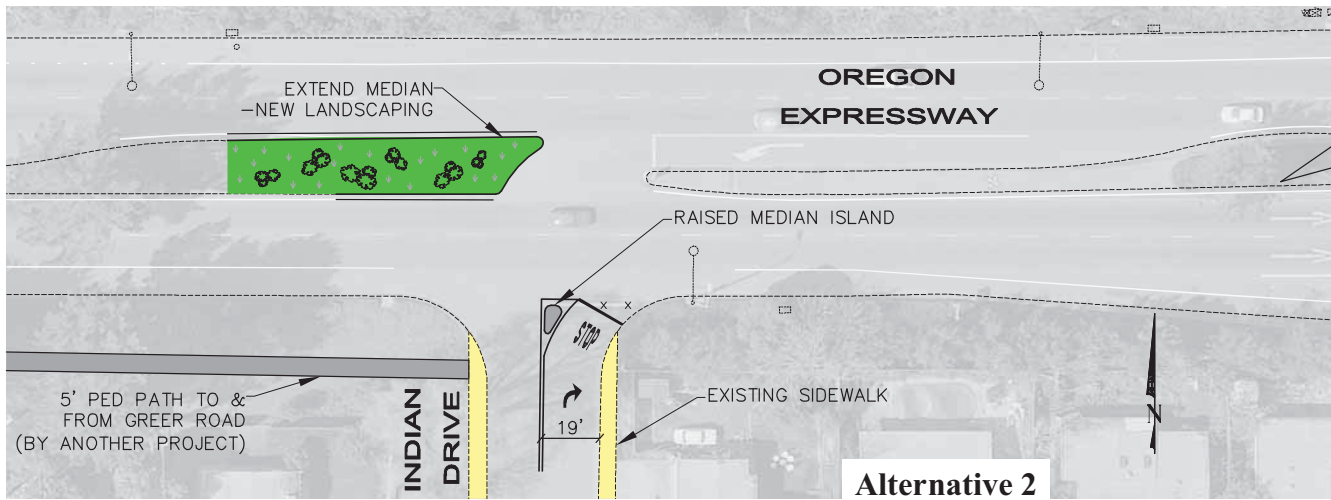 OREGON
EXPRESSWAY
EXTEND MEDIAN
NEW LANDSCAPING
RAISED MEDIAN ISLAND
STOP
5' PED PATH TO &
FROM GREER ROAD
(BY ANOTHER PROJECT)
INDIAN
DRIVE
19'
EXISTING SIDEWALK
N
Alternative 2